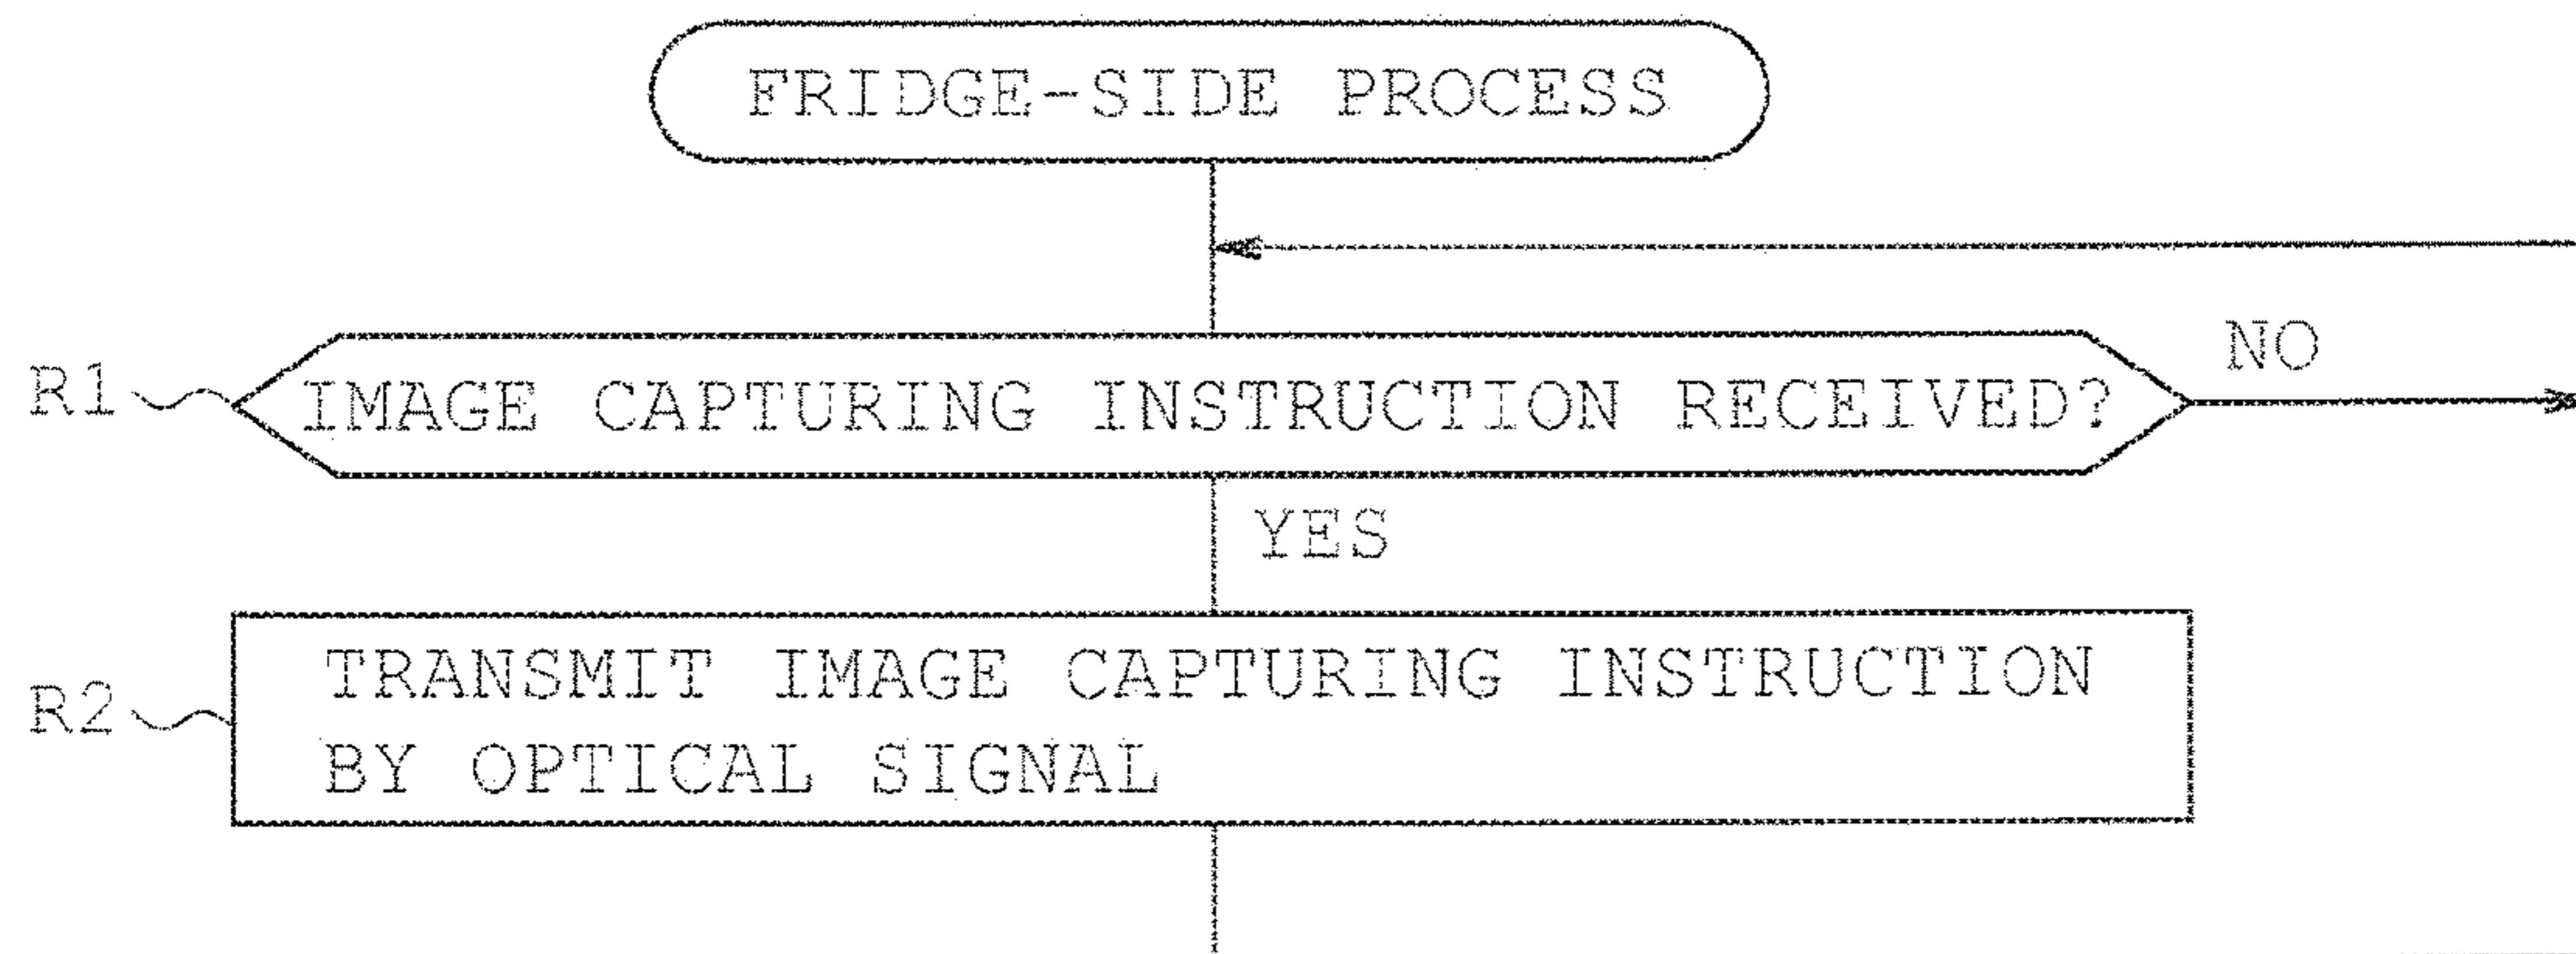 FRIDGE-SIDE PROCESS
NO
R1
IMAGE CAPTURING INSTRUCTION RECEIVED?
YES
R2
TRANSMIT IMAGE CAPTURING INSTRUCTION
BY OPTICAL SIGNAL